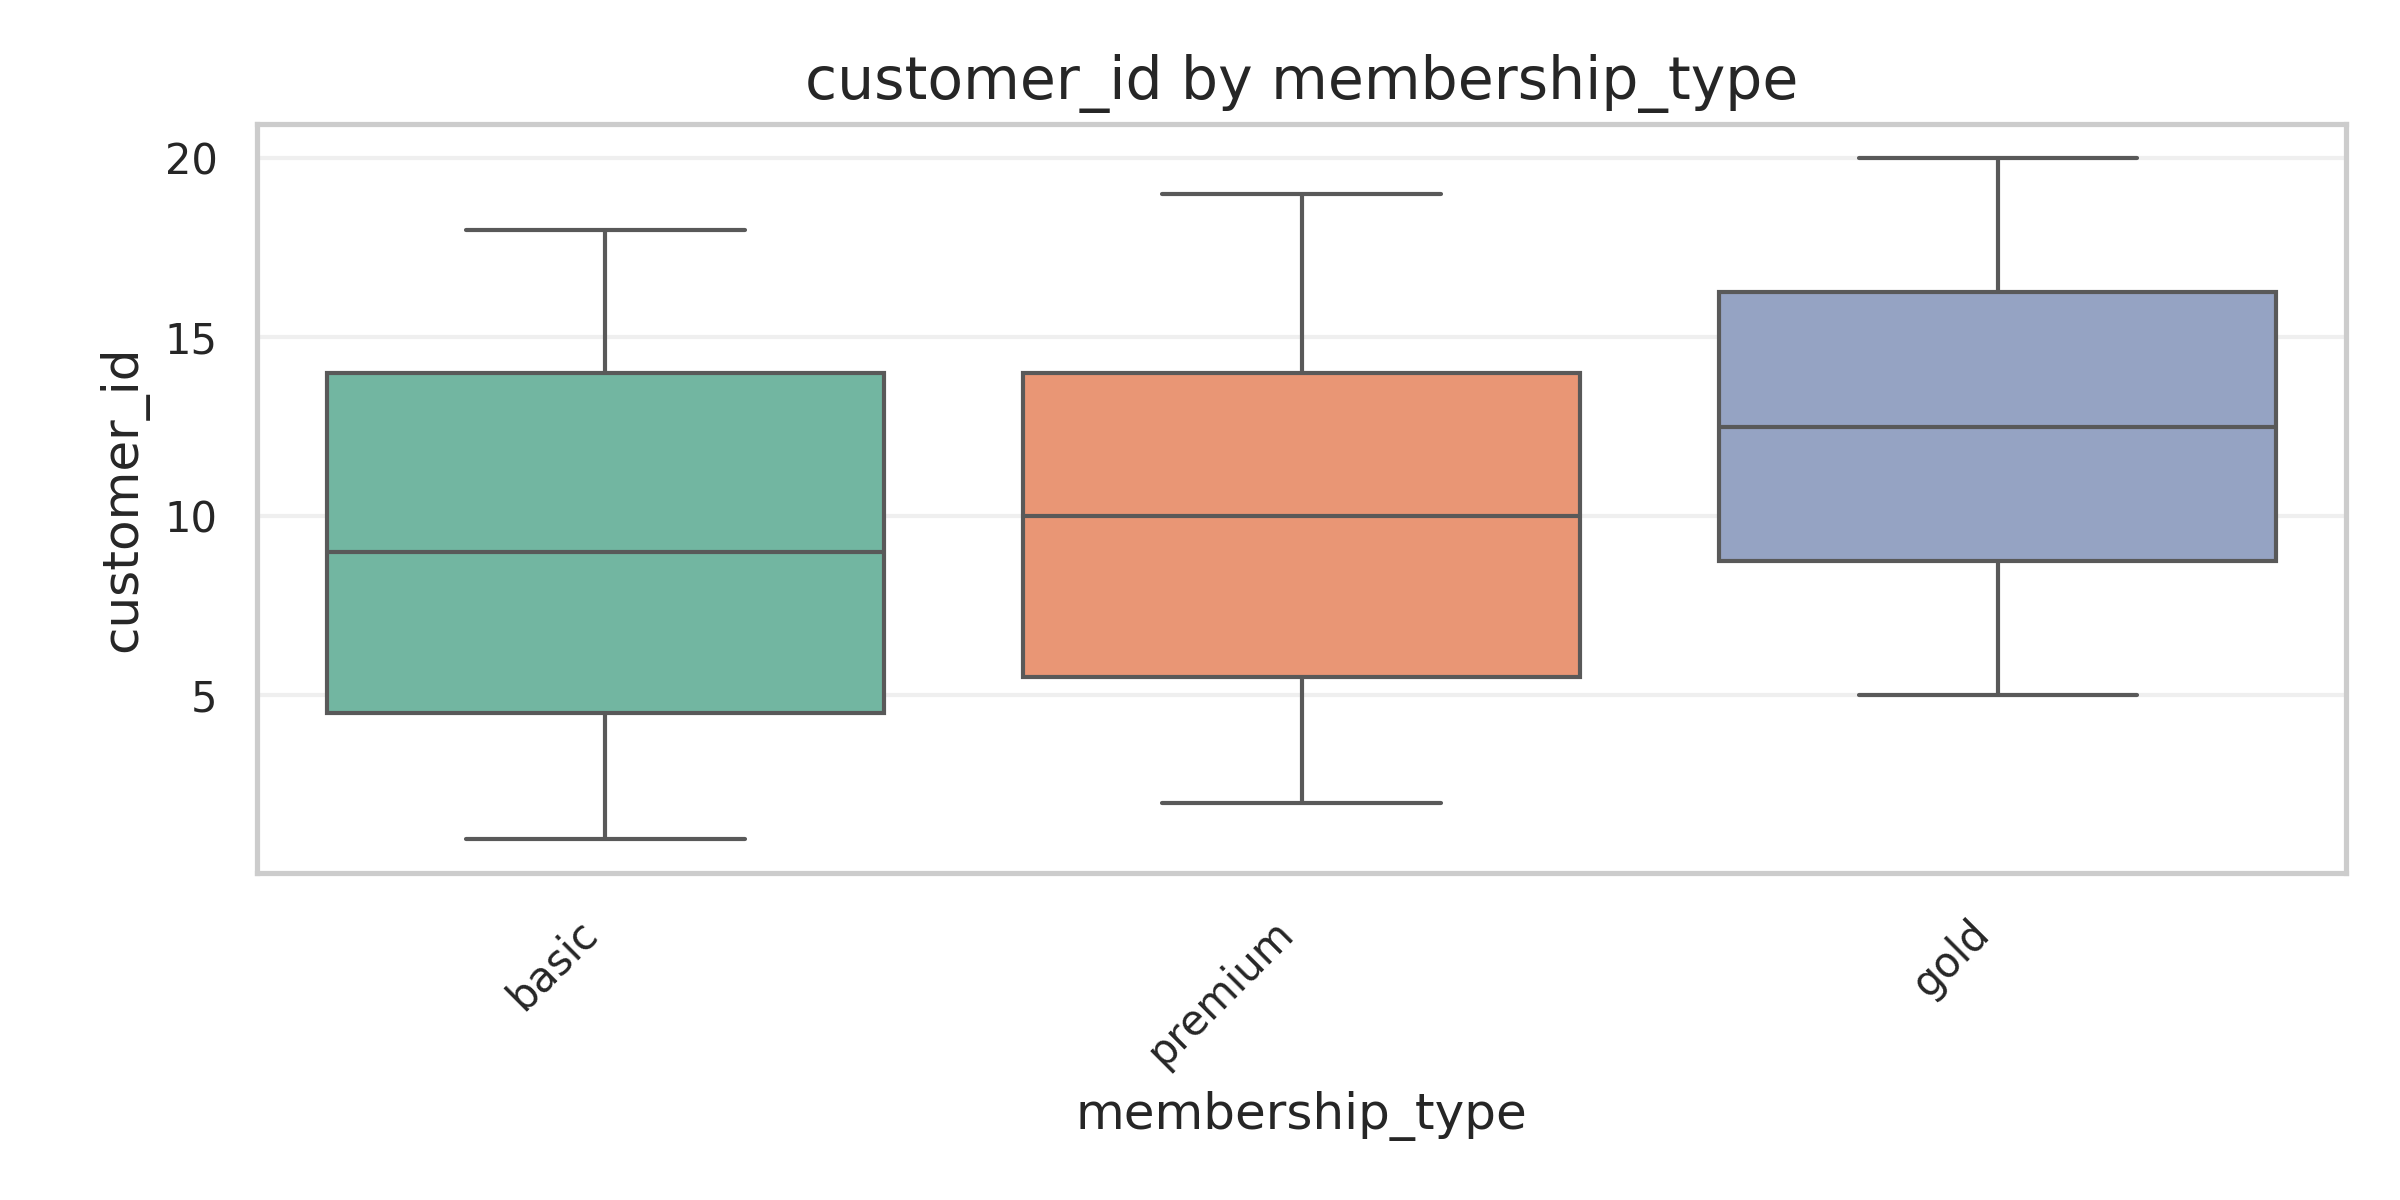 customer_id by membership_type
customer_id
20
15
10
5
basic
premium
gold
membership_type